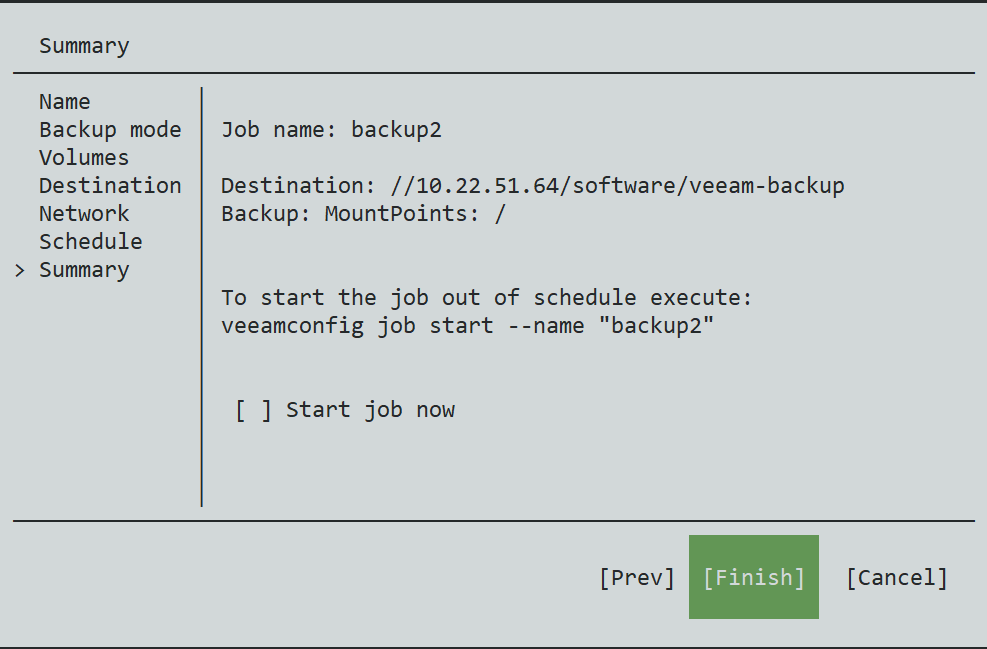 Summary
Name
Backup mode
Volumes
Destination
Network
Schedule
> Summary
Job name: backup2
Destination: //10.22.51.64/software/veeam-backup
Backup: MountPoints: /
To start the job out of schedule execute:
veeamconfig job start --name "backup2"
[ ] Start job now
[Prev] [Finish] [Cancel]